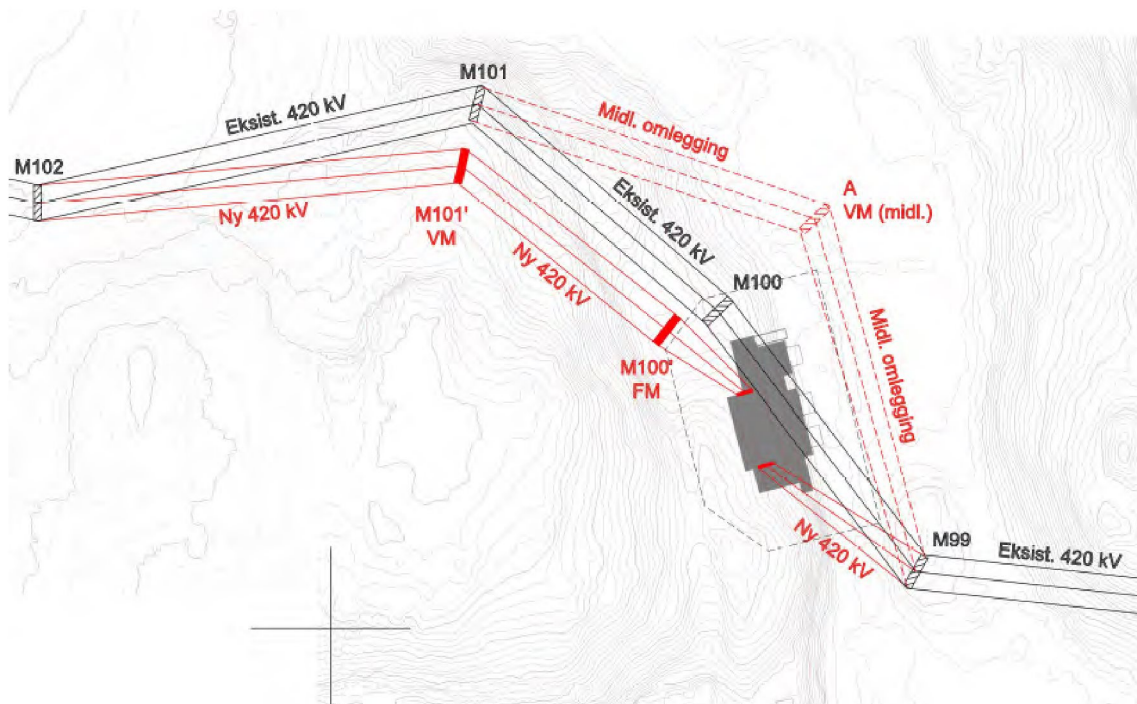 M101
Eksist. 420 kV
Midl. omlegging
M102
A
VM (midl.)
Ny 420 kV
M101'
VM
Eksist. 420 kV
Ny 420 kV
M100
M100'
FM
Midl. omlegging
Ny 420 kV
M99
Eksist. 420 kV